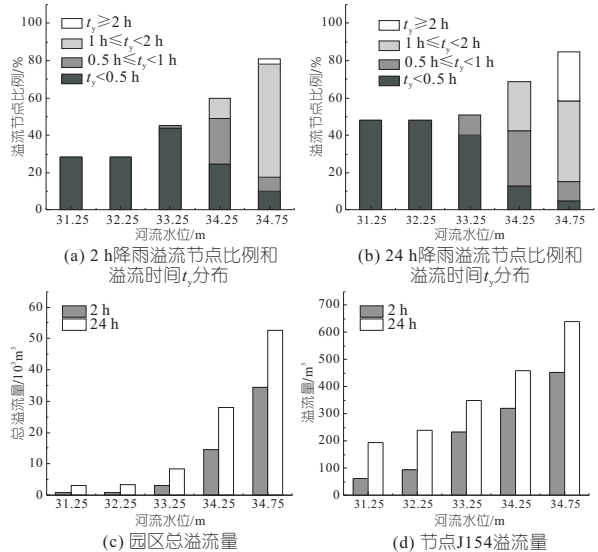 100
80
60
40
20
0
溢流节点比例/%
t_y≥2 h
1 h≤t_y<2 h
0.5 h≤t_y<1 h
t_y<0.5 h
31.25 32.25 33.25 34.25 34.75
河流水位/m
(a) 2 h降雨溢流节点比例和
溢流时间t_y分布
100
80
60
40
20
0
溢流节点比例/%
t_y≥2 h
1 h≤t_y<2 h
0.5 h≤t_y<1 h
t_y<0.5 h
31.25 32.25 33.25 34.25 34.75
河流水位/m
(b) 24 h降雨溢流节点比例和
溢流时间t_y分布
60
50
40
30
20
10
0
总溢流量/10³m³
2 h
24 h
31.25 32.25 33.25 34.25 34.75
河流水位/m
(c) 园区总溢流量
700
600
500
400
300
200
100
0
溢流量/m³
2 h
24 h
31.25 32.25 33.25 34.25 34.75
河流水位/m
(d) 节点J154溢流量